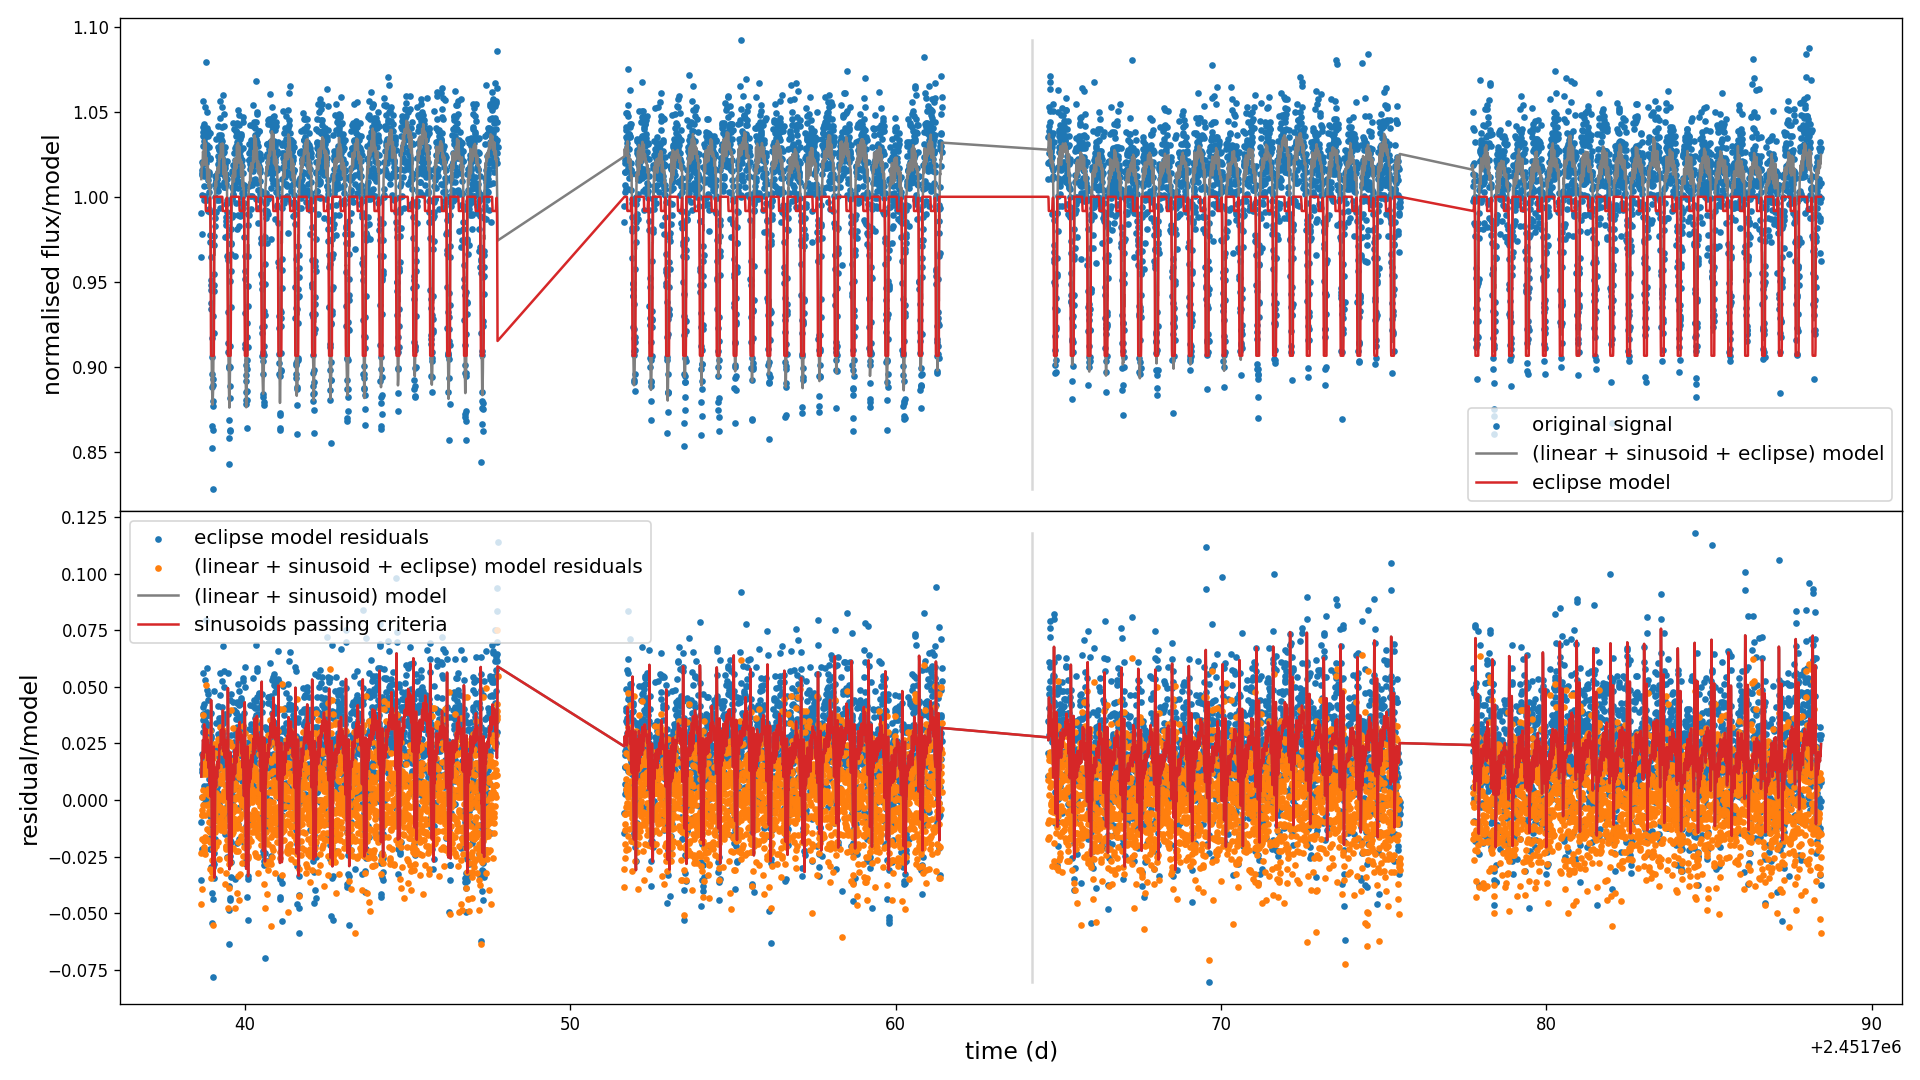 1.10
1.05
1.00
0.95
0.90
0.85
normalised flux/model
original signal
(linear + sinusoid + eclipse) model
eclipse model
0.125
0.100
0.075
0.050
0.025
0.000
−0.025
−0.050
−0.075
residual/model
eclipse model residuals
(linear + sinusoid + eclipse) model residuals
(linear + sinusoid) model
sinusoids passing criteria
40
50
60
70
80
90
time (d)
+2.4517e6